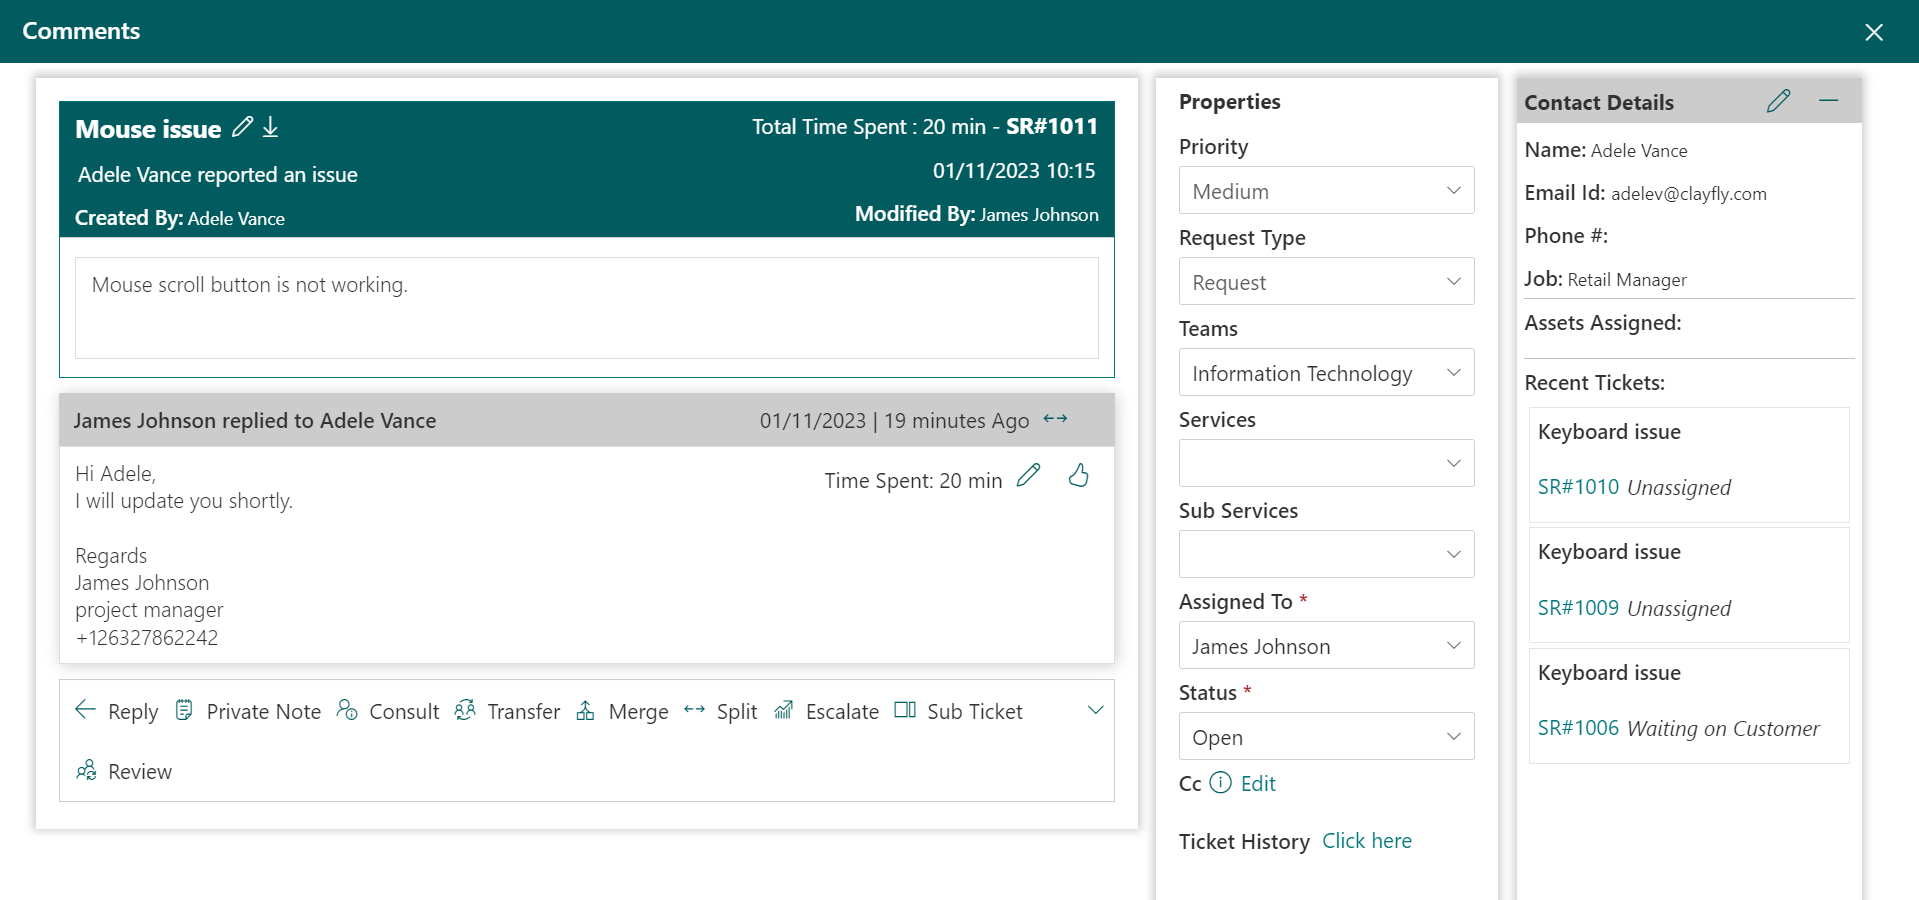 Comments
Mouse issue
Total Time Spent : 20 min - SR#1011
Adele Vance reported an issue
01/11/2023 10:15
Created By: Adele Vance
Modified By: James Johnson
Mouse scroll button is not working.
James Johnson replied to Adele Vance
01/11/2023 | 19 minutes Ago
Hi Adele,
Time Spent: 20 min
I will update you shortly.
Regards
James Johnson
project manager
+126327862242
Reply Private Note Consult Transfer Merge Split Escalate Sub Ticket
Review
Properties
Priority
Medium
Request Type
Request
Teams
Information Technology
Services
Sub Services
Assigned To *
James Johnson
Status *
Open
Cc Edit
Ticket History Click here
Contact Details
Name: Adele Vance
Email Id: adelev@clayfly.com
Phone #:
Job: Retail Manager
Assets Assigned:
Recent Tickets:
Keyboard issue
SR#1010 Unassigned
Keyboard issue
SR#1009 Unassigned
Keyboard issue
SR#1006 Waiting on Customer